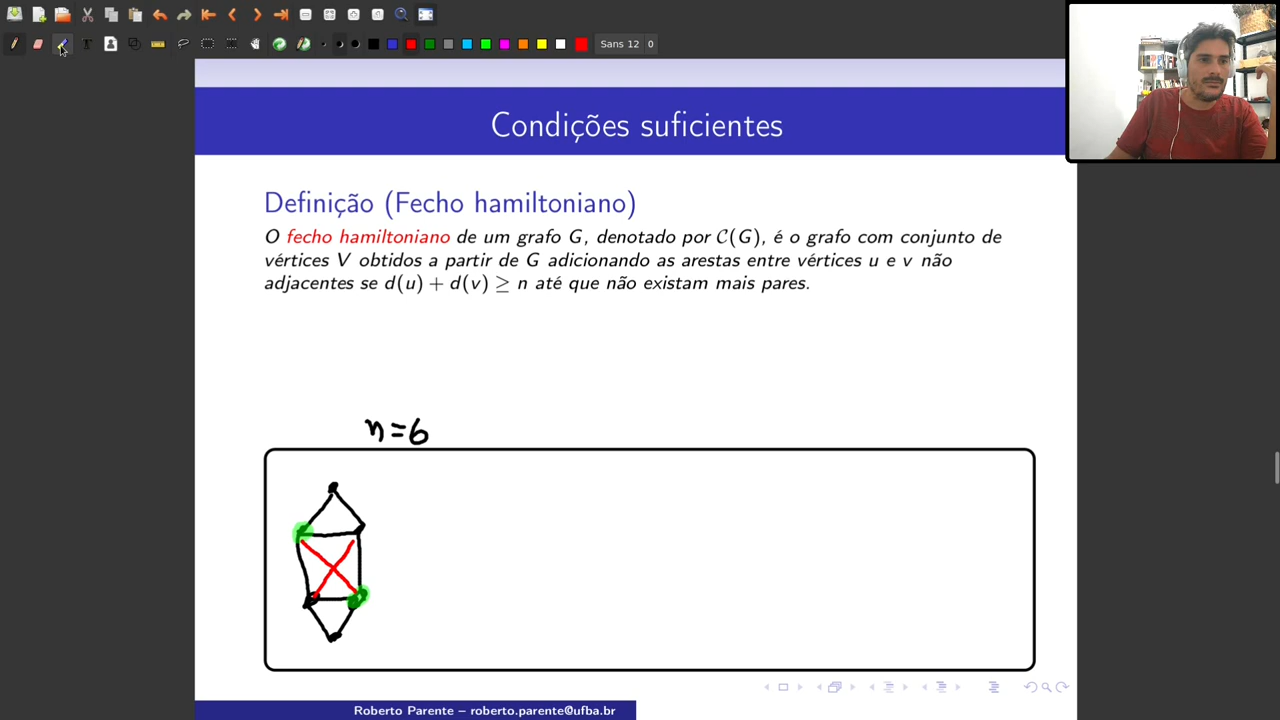 Sans 12 0
Condições suficientes
Definição (Fecho hamiltoniano)
O fecho hamiltoniano de um grafo G, denotado por C(G), é o grafo com conjunto de
vértices V obtidos a partir de G adicionando as arestas entre vértices u e v não
adjacentes se d(u) + d(v) ≥ n até que não existam mais pares.
n=6
Roberto Parente – roberto.parente@ufba.br